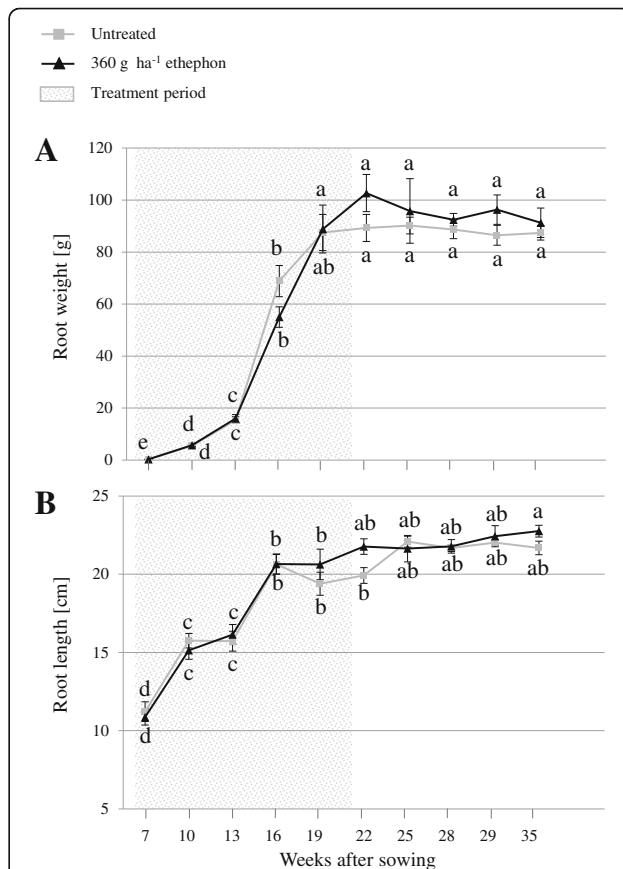 Untreated
360 g ha-1 ethephon
Treatment period
A
120
100
80
60
40
20
0
Root weight [g]
e
d
d
c
c
b
b
a
ab
a
a
a
a
a
a
a
a
a
a
B
25
20
15
10
5
Root length [cm]
d
d
c
c
c
c
b
b
b
b
ab
b
ab
ab
ab
ab
ab
ab
a
ab
7 10 13 16 19 22 25 28 29 35
Weeks after sowing